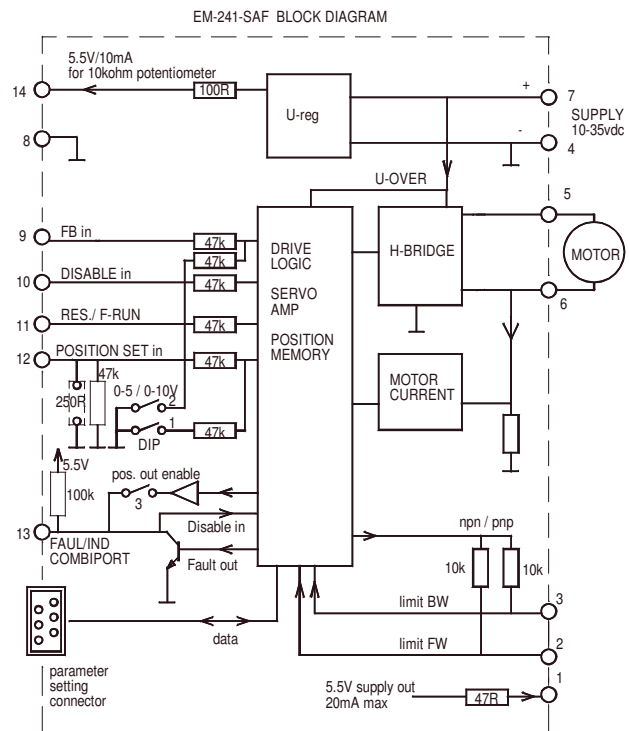 EM-241-SAF BLOCK DIAGRAM
5.5V/10mA
for 10kohm potentiometer
14
100R
U-reg
+
7
SUPPLY
10-35vdc
8
-
4
U-OVER
5
9
FB in
47k
47k
DRIVE
LOGIC
H-BRIDGE
MOTOR
10
DISABLE in
47k
SERVO
AMP
6
11
RES./ F-RUN
47k
12
POSITION SET in
47k
POSITION
MEMORY
47k
250R
0-5 / 0-10V
2
1
DIP
47k
MOTOR
CURRENT
5.5V
100k
pos. out enable
3
13
FAUL/IND
COMBIPORT
Disable in
Fault out
npn / pnp
10k
10k
limit BW
3
limit FW
2
data
parameter
setting
connector
5.5V supply out
20mA max
47R
1